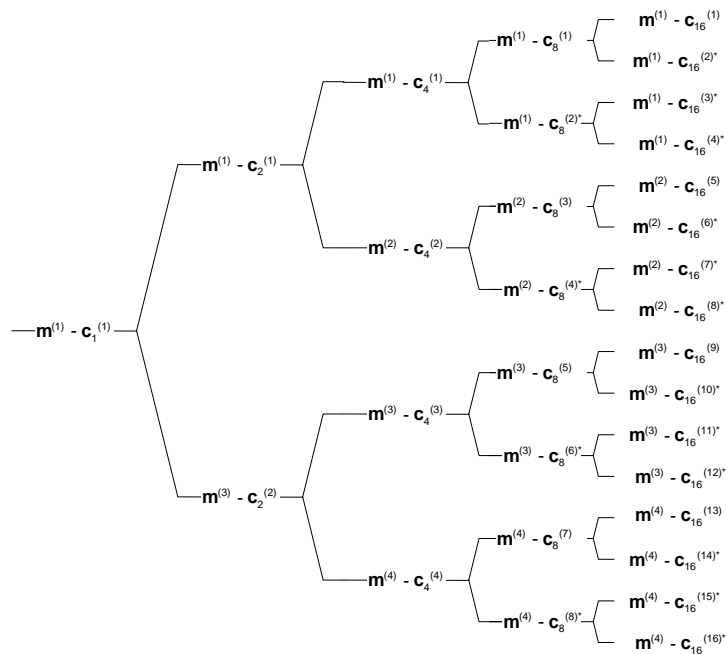 m(1) - c16(1)
m(1) - c8(1)
m(1) - c16(2)*
m(1) - c4(1)
m(1) - c16(3)*
m(1) - c8(2)*
m(1) - c16(4)*
m(1) - c2(1)
m(2) - c16(5)
m(2) - c8(3)
m(2) - c16(6)*
m(2) - c4(2)
m(2) - c16(7)*
m(2) - c8(4)*
m(2) - c16(8)*
m(1) - c1(1)
m(3) - c16(9)
m(3) - c8(5)
m(3) - c16(10)*
m(3) - c4(3)
m(3) - c16(11)*
m(3) - c8(6)*
m(3) - c16(12)*
m(3) - c2(2)
m(4) - c16(13)
m(4) - c8(7)
m(4) - c16(14)*
m(4) - c4(4)
m(4) - c16(15)*
m(4) - c8(8)*
m(4) - c16(16)*